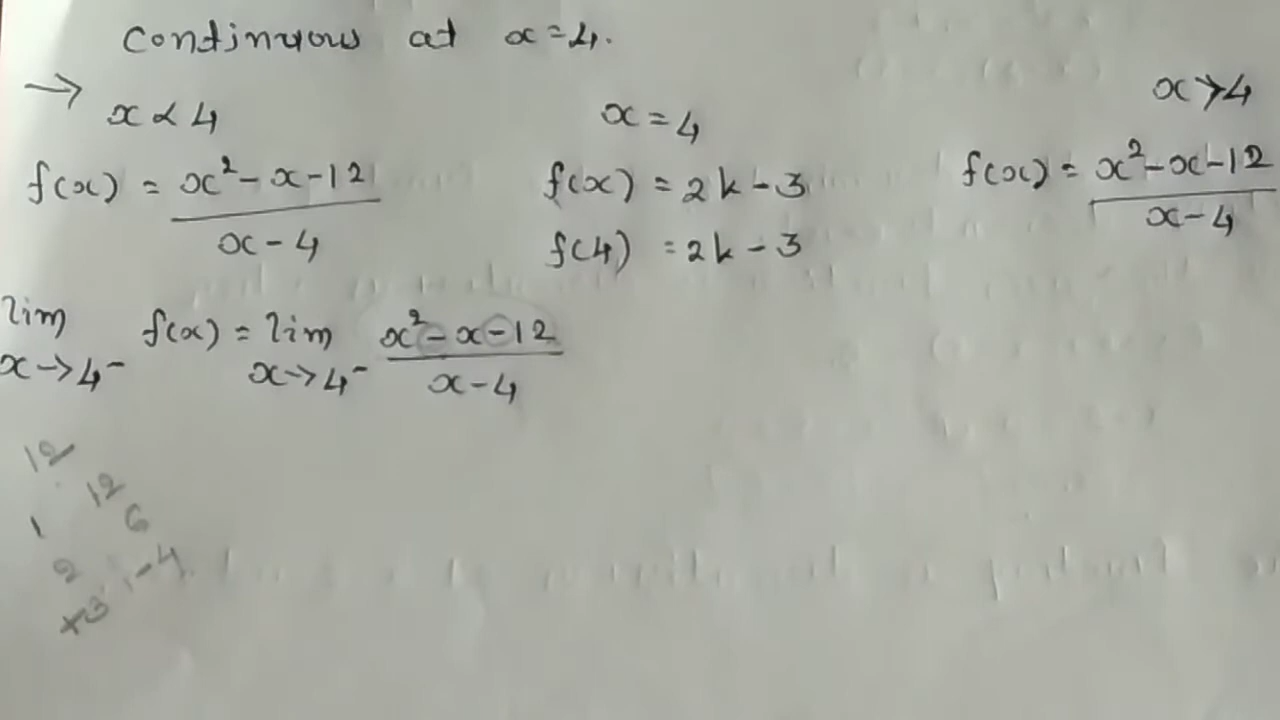 continuous at x = 4.
→ x < 4
x = 4
x > 4
f(x) = x² - x - 12 / x - 4
f(x) = 2k - 3
f(x) = x² - x - 12 / x - 4
f(4) = 2k - 3
lim x→4⁻ f(x) = lim x→4⁻ x² - x - 12 / x - 4
12
1 12
2 6
+3 -4